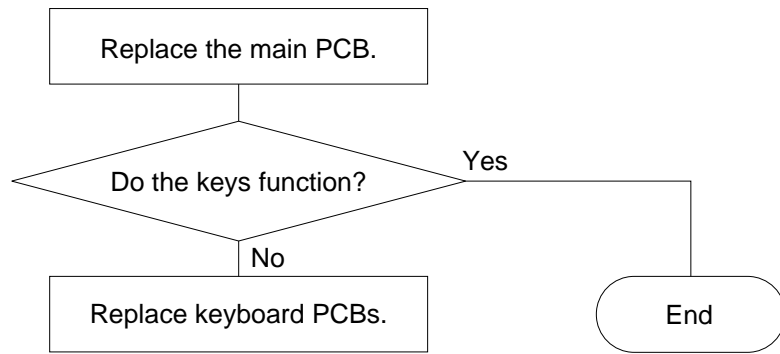 Replace the main PCB.
Yes
Do the keys function?
No
Replace keyboard PCBs.
End